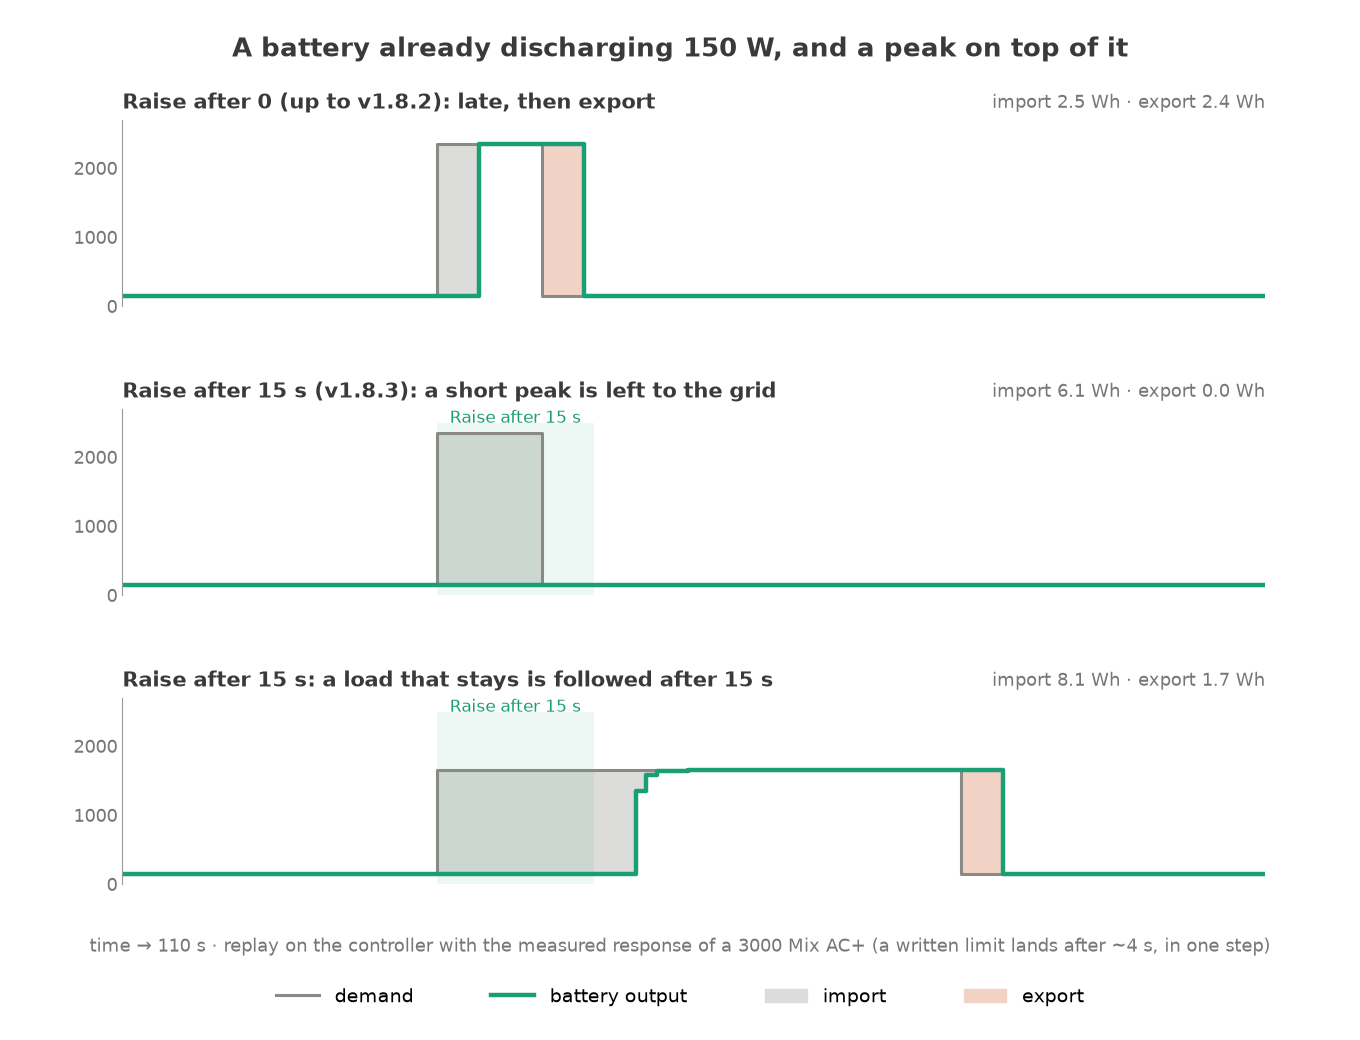 A battery already discharging 150 W, and a peak on top of it
Raise after 0 (up to v1.8.2): late, then export
import 2.5 Wh · export 2.4 Wh
2000
1000
0
Raise after 15 s (v1.8.3): a short peak is left to the grid
import 6.1 Wh · export 0.0 Wh
Raise after 15 s
2000
1000
0
Raise after 15 s: a load that stays is followed after 15 s
import 8.1 Wh · export 1.7 Wh
Raise after 15 s
2000
1000
0
time → 110 s · replay on the controller with the measured response of a 3000 Mix AC+ (a written limit lands after ~4 s, in one step)
demand
battery output
import
export